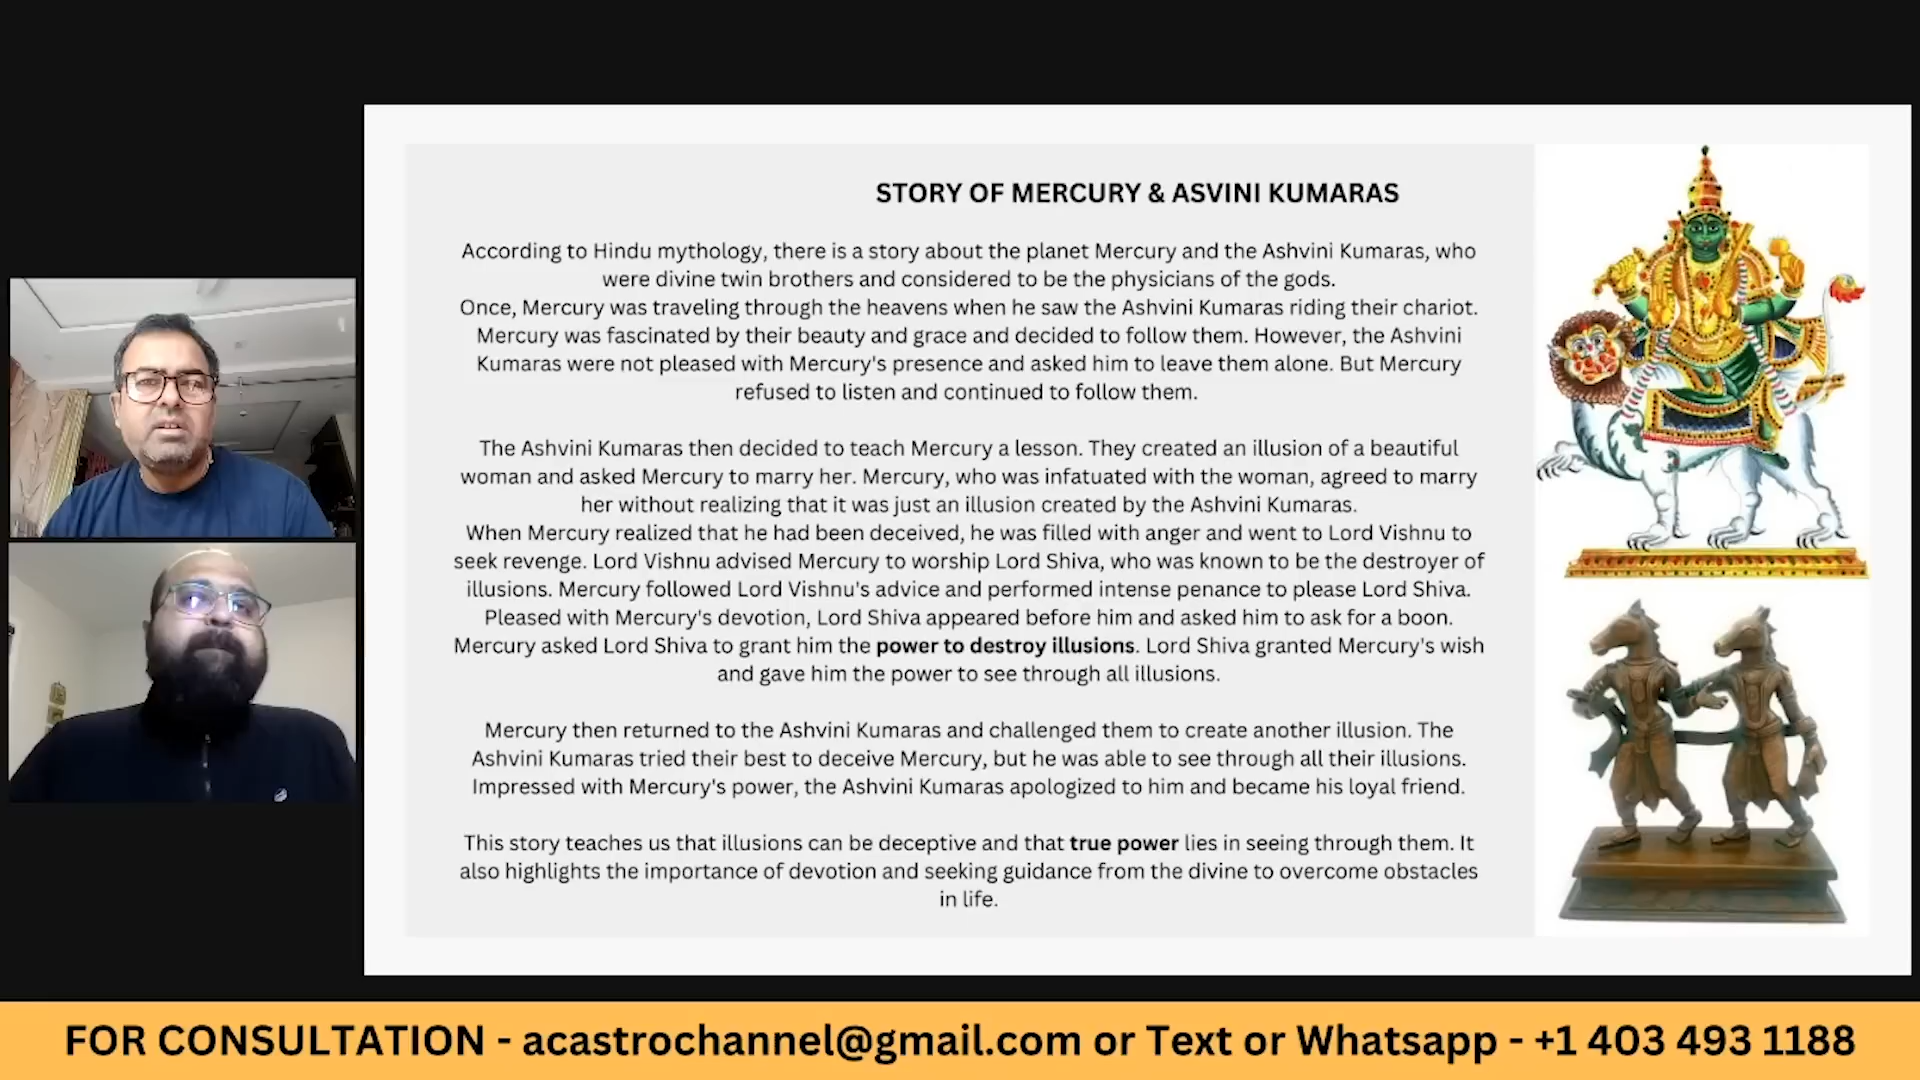 STORY OF MERCURY & ASVINI KUMARAS
According to Hindu mythology, there is a story about the planet Mercury and the Ashvini Kumaras, who
were divine twin brothers and considered to be the physicians of the gods.
Once, Mercury was traveling through the heavens when he saw the Ashvini Kumaras riding their chariot.
Mercury was fascinated by their beauty and grace and decided to follow them. However, the Ashvini
Kumaras were not pleased with Mercury's presence and asked him to leave them alone. But Mercury
refused to listen and continued to follow them.
The Ashvini Kumaras then decided to teach Mercury a lesson. They created an illusion of a beautiful
woman and asked Mercury to marry her. Mercury, who was infatuated with the woman, agreed to marry
her without realizing that it was just an illusion created by the Ashvini Kumaras.
When Mercury realized that he had been deceived, he was filled with anger and went to Lord Vishnu to
seek revenge. Lord Vishnu advised Mercury to worship Lord Shiva, who was known to be the destroyer of
illusions. Mercury followed Lord Vishnu's advice and performed intense penance to please Lord Shiva.
Pleased with Mercury's devotion, Lord Shiva appeared before him and asked him to ask for a boon.
Mercury asked Lord Shiva to grant him the power to destroy illusions. Lord Shiva granted Mercury's wish
and gave him the power to see through all illusions.
Mercury then returned to the Ashvini Kumaras and challenged them to create another illusion. The
Ashvini Kumaras tried their best to deceive Mercury, but he was able to see through all their illusions.
Impressed with Mercury's power, the Ashvini Kumaras apologized to him and became his loyal friend.
This story teaches us that illusions can be deceptive and that true power lies in seeing through them. It
also highlights the importance of devotion and seeking guidance from the divine to overcome obstacles
in life.
FOR CONSULTATION - acastrochannel@gmail.com or Text or Whatsapp - +1 403 493 1188